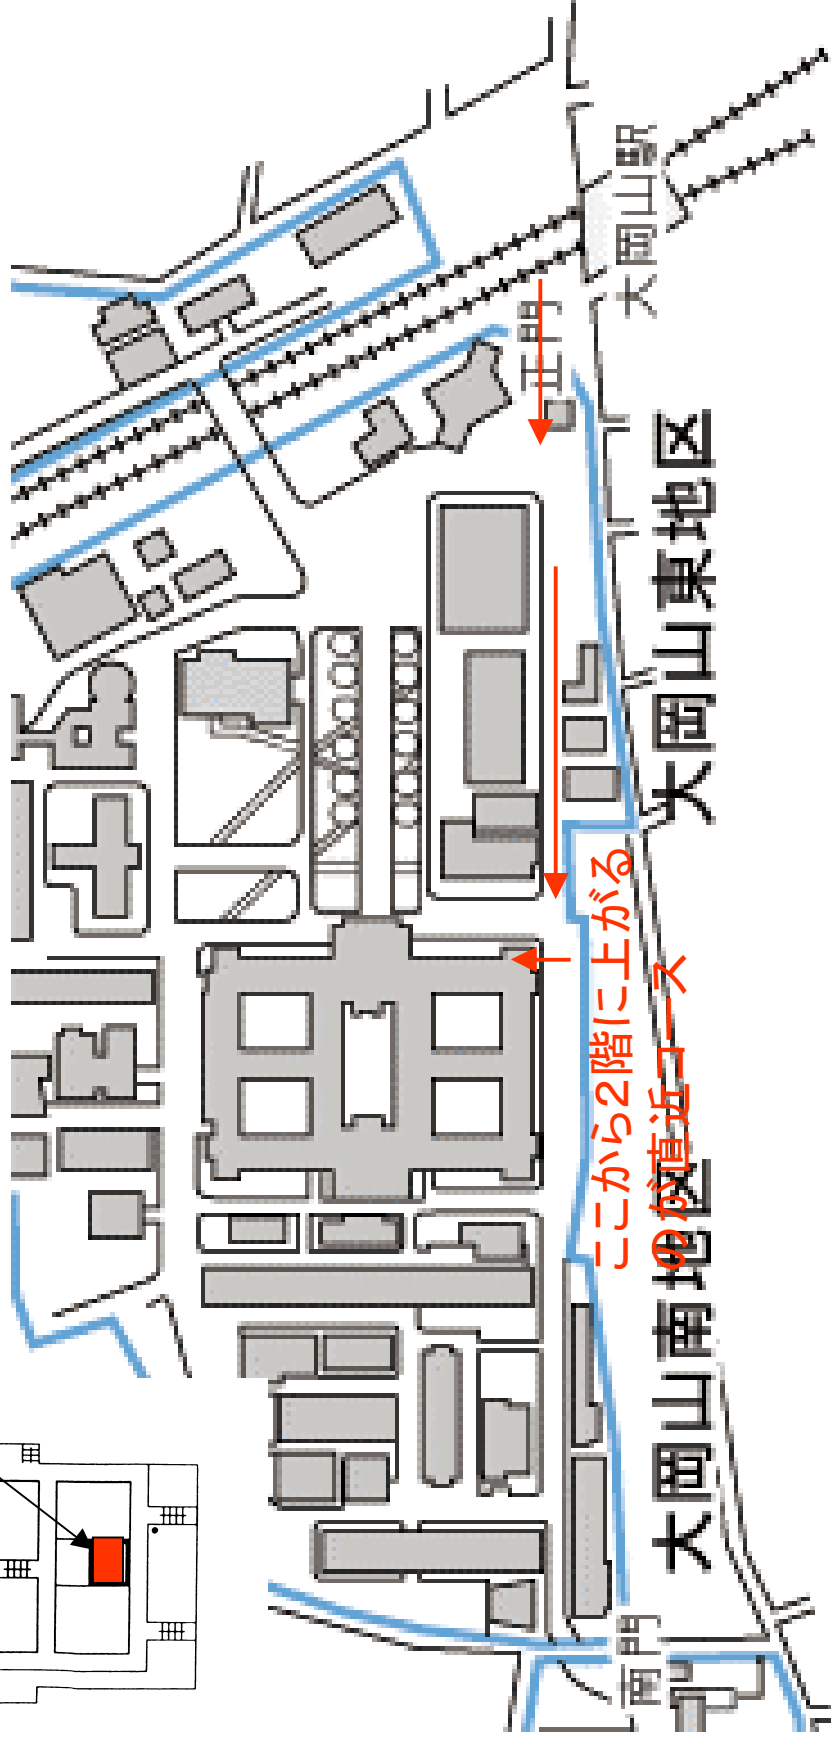 大岡山駅
正門
大岡山東地区
ここから2階に上がる
のが直近コース
大岡山南地区
南門